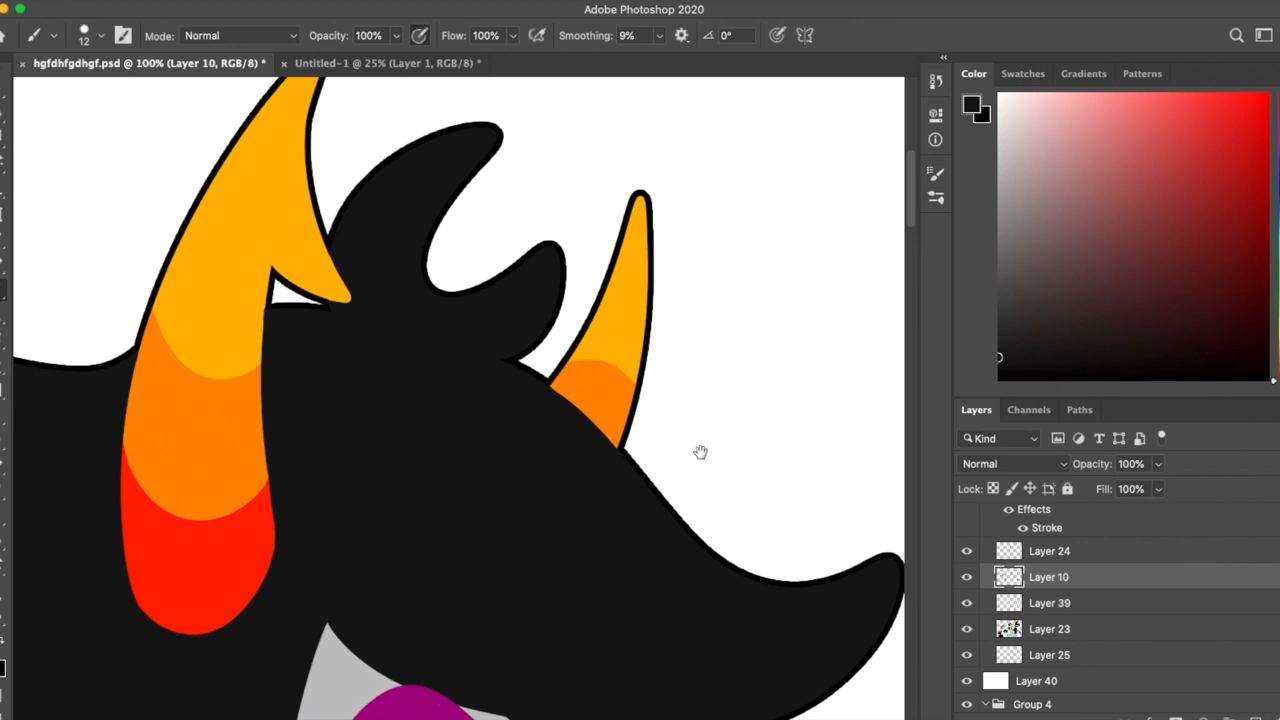 Adobe Photoshop 2020
12 Mode: Normal Opacity: 100% Flow: 100% Smoothing: 9% 0°
× hgfdhfgdhgf.psd @ 100% (Layer 10, RGB/8) * × Untitled-1 @ 25% (Layer 1, RGB/8) *
Color Swatches Gradients Patterns
Layers Channels Paths
Kind
Normal Opacity: 100%
Lock: Fill: 100%
Effects
Stroke
Layer 24
Layer 10
Layer 39
Layer 23
Layer 25
Layer 40
Group 4